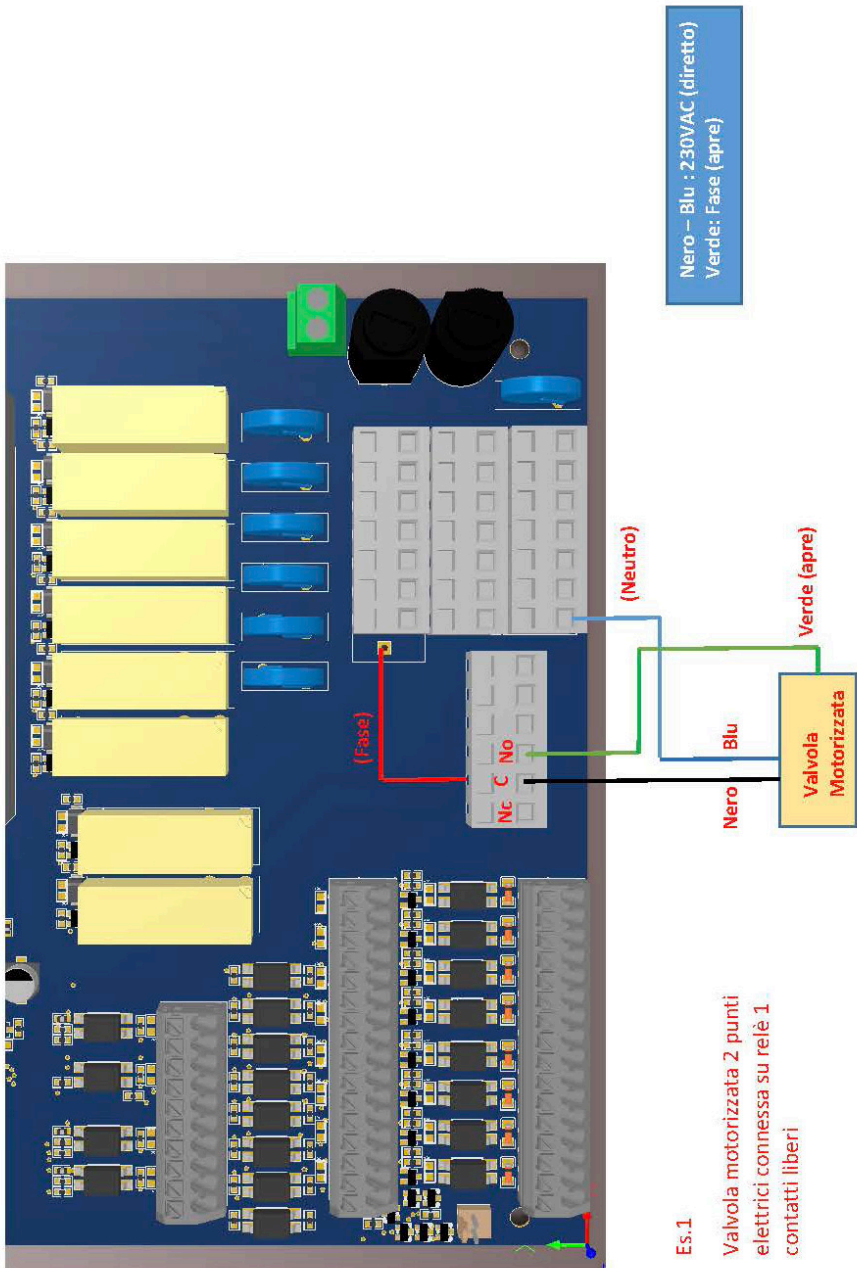 (Fase)
Nc C No
(Neutro)
Nero Blu
Verde (apre)
Valvola
Motorizzata
Nero – Blu : 230VAC (diretto)
Verde: Fase (apre)
Es.1
Valvola motorizzata 2 punti
elettrici connessa su relè 1
contatti liberi